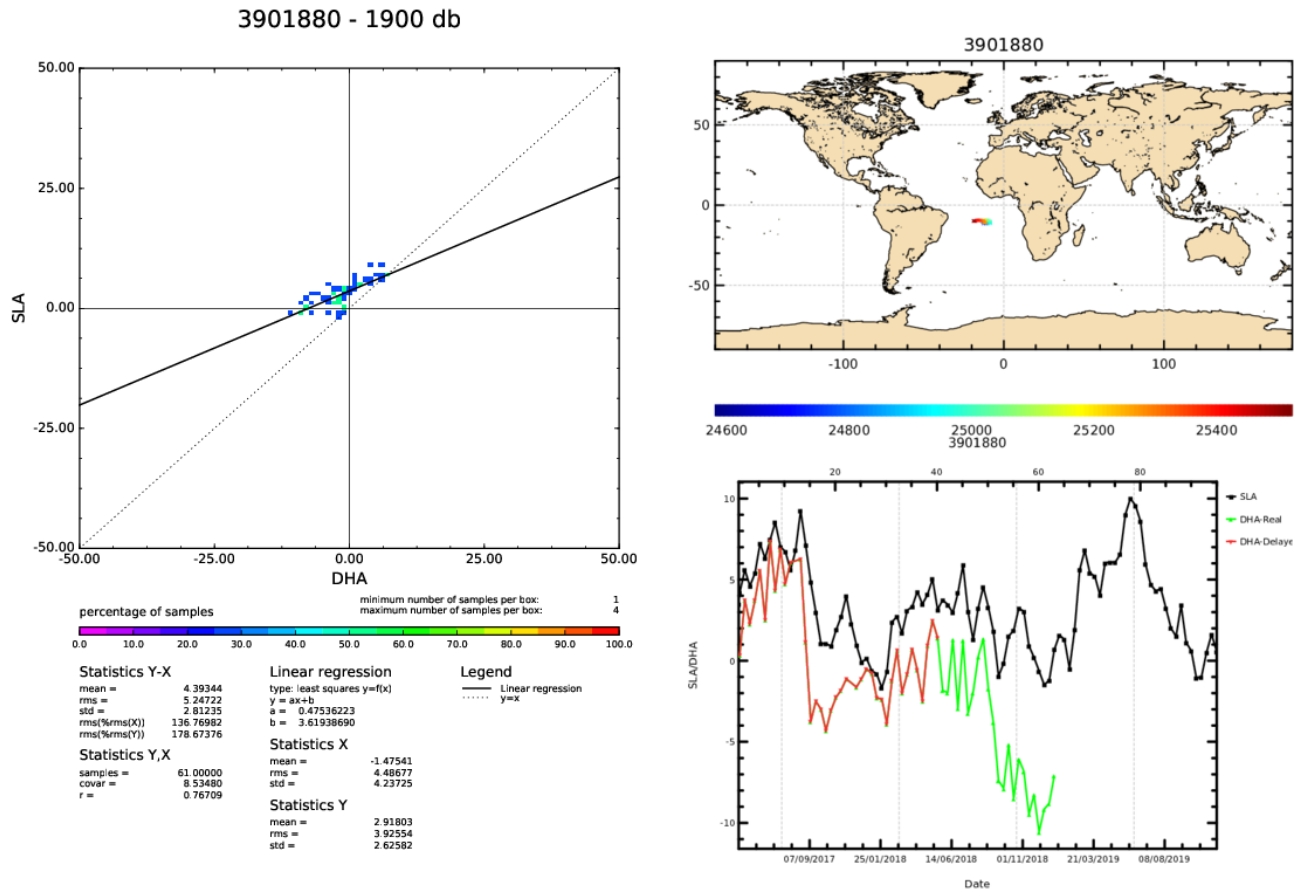 3901880 - 1900 db
50.00
25.00
0.00
-25.00
-50.00
SLA
-50.00
-25.00
0.00
25.00
50.00
DHA
percentage of samples
minimum number of samples per box: 1
maximum number of samples per box: 4
0.0 10.0 20.0 30.0 40.0 50.0 60.0 70.0 80.0 90.0 100.0
Statistics Y-X
mean = 4.39344
rms = 5.24722
std = 2.81235
rms(%rms(X)) 136.76982
rms(%rms(Y)) 178.67376
Statistics Y,X
samples = 61.00000
covar = 8.53480
r = 0.76709
Linear regression
type: least squares y=f(x)
y = ax+b
a = 0.47536223
b = 3.61938690
Statistics X
mean = -1.47541
rms = 4.48677
std = 4.23725
Statistics Y
mean = 2.91803
rms = 3.92554
std = 2.62582
Legend
Linear regression
y=x
3901880
50
0
-50
-100 0 100
24600 24800 25000 25200 25400
3901880
20 40 60 80
10
5
0
-5
-10
SLA/DHA
SLA
DHA-Real
DHA-Delaye
07/09/2017 25/01/2018 14/06/2018 01/11/2018 21/03/2019 08/08/2019
Date